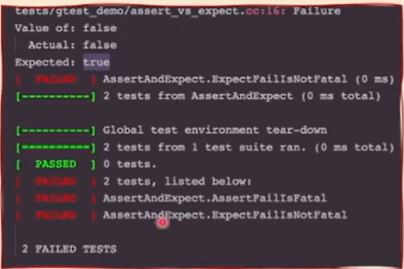 tests/gtest_demo/assert_vs_expect.cc:16: Failure
Value of: false
  Actual: false
Expected: true
[  FAILED  ] AssertAndExpect.ExpectFailIsNotFatal (0 ms)
[----------] 2 tests from AssertAndExpect (0 ms total)

[----------] Global test environment tear-down
[==========] 2 tests from 1 test suite ran. (0 ms total)
[  PASSED  ] 0 tests.
[  FAILED  ] 2 tests, listed below:
[  FAILED  ] AssertAndExpect.AssertFailIsFatal
[  FAILED  ] AssertAndExpect.ExpectFailIsNotFatal

 2 FAILED TESTS